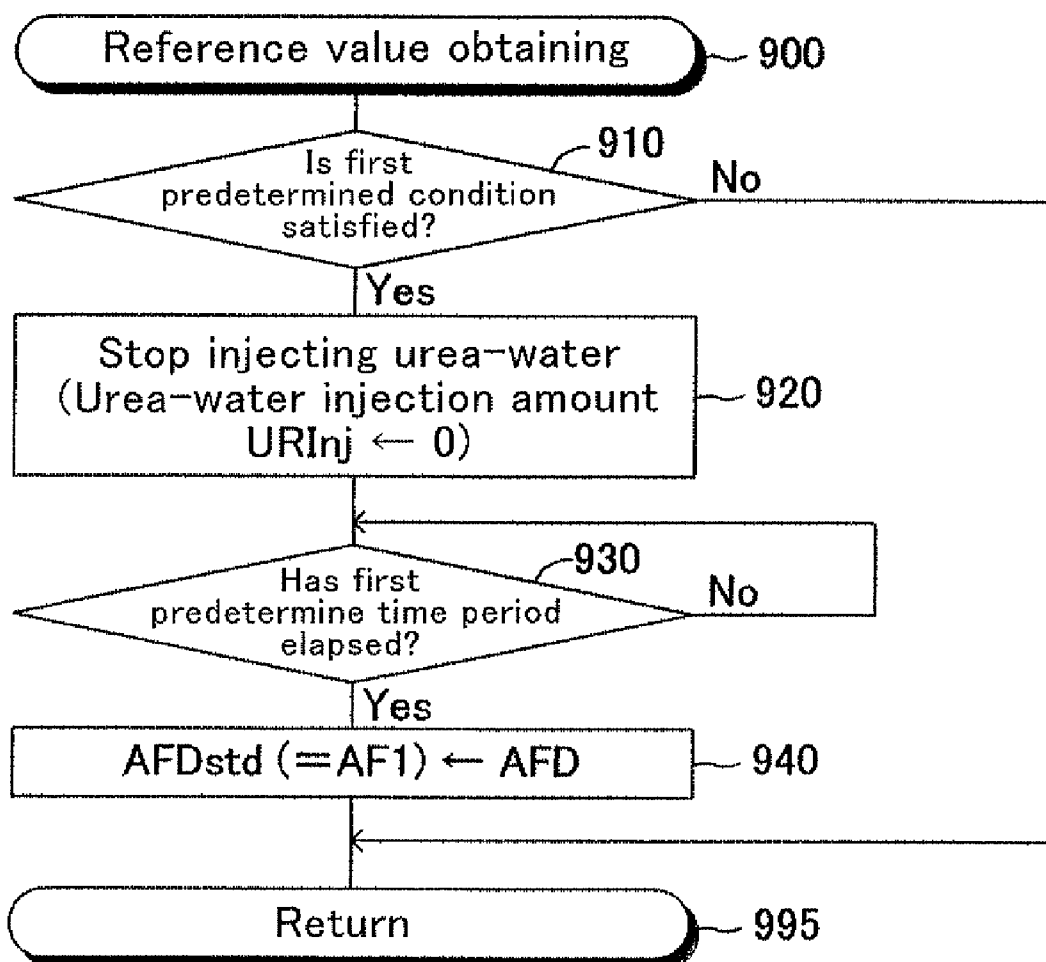 Reference value obtaining
900
910
Is first
predetermined condition
satisfied?
No
Yes
Stop injecting urea-water
(Urea-water injection amount
URInj ← 0)
920
930
Has first
predetermine time period
elapsed?
No
Yes
AFDstd (=AF1) ← AFD
940
Return
995